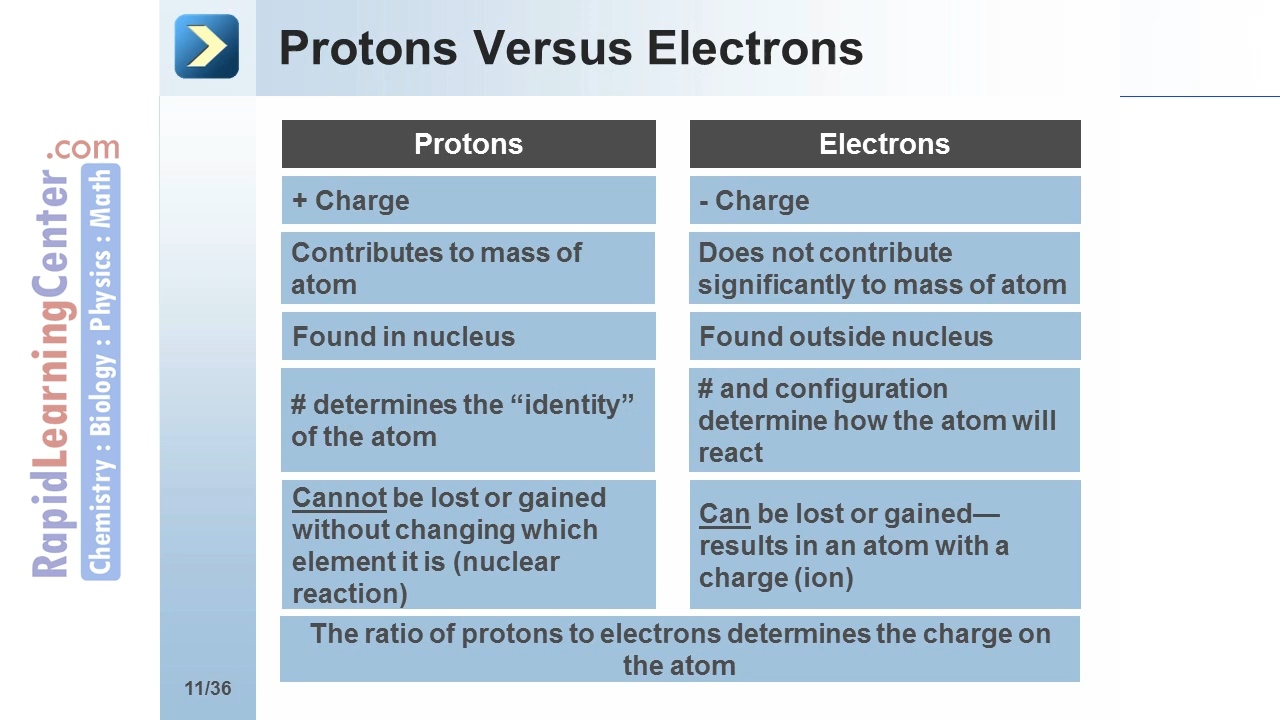 Protons Versus Electrons
Protons
Electrons
+ Charge
- Charge
Contributes to mass of
atom
Does not contribute
significantly to mass of atom
Found in nucleus
Found outside nucleus
# determines the “identity”
of the atom
# and configuration
determine how the atom will
react
Cannot be lost or gained
without changing which
element it is (nuclear
reaction)
Can be lost or gained—
results in an atom with a
charge (ion)
The ratio of protons to electrons determines the charge on
the atom
11/36
RapidLearningCenter.com
Chemistry : Biology : Physics : Math